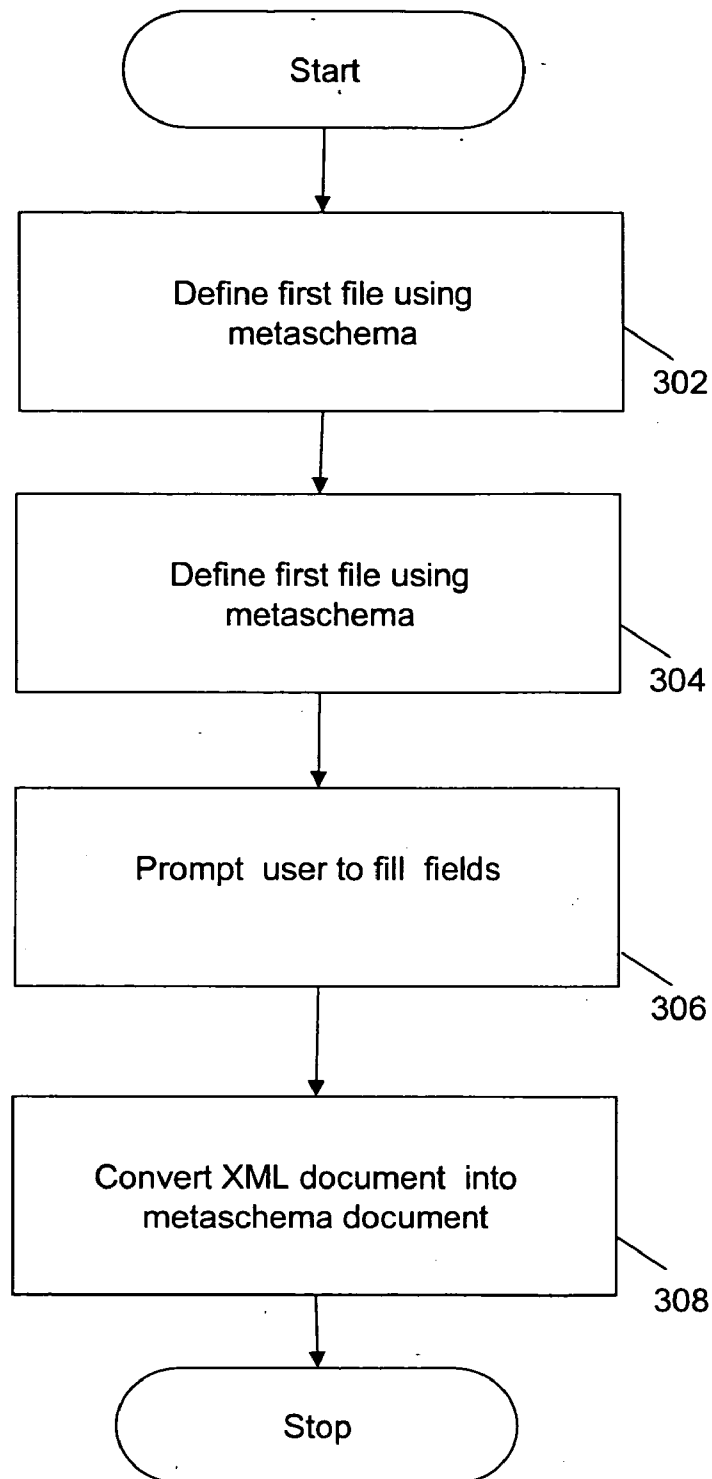 Start
Define first file using
metaschema
302
Define first file using
metaschema
304
Prompt user to fill fields
306
Convert XML document into
metaschema document
308
Stop